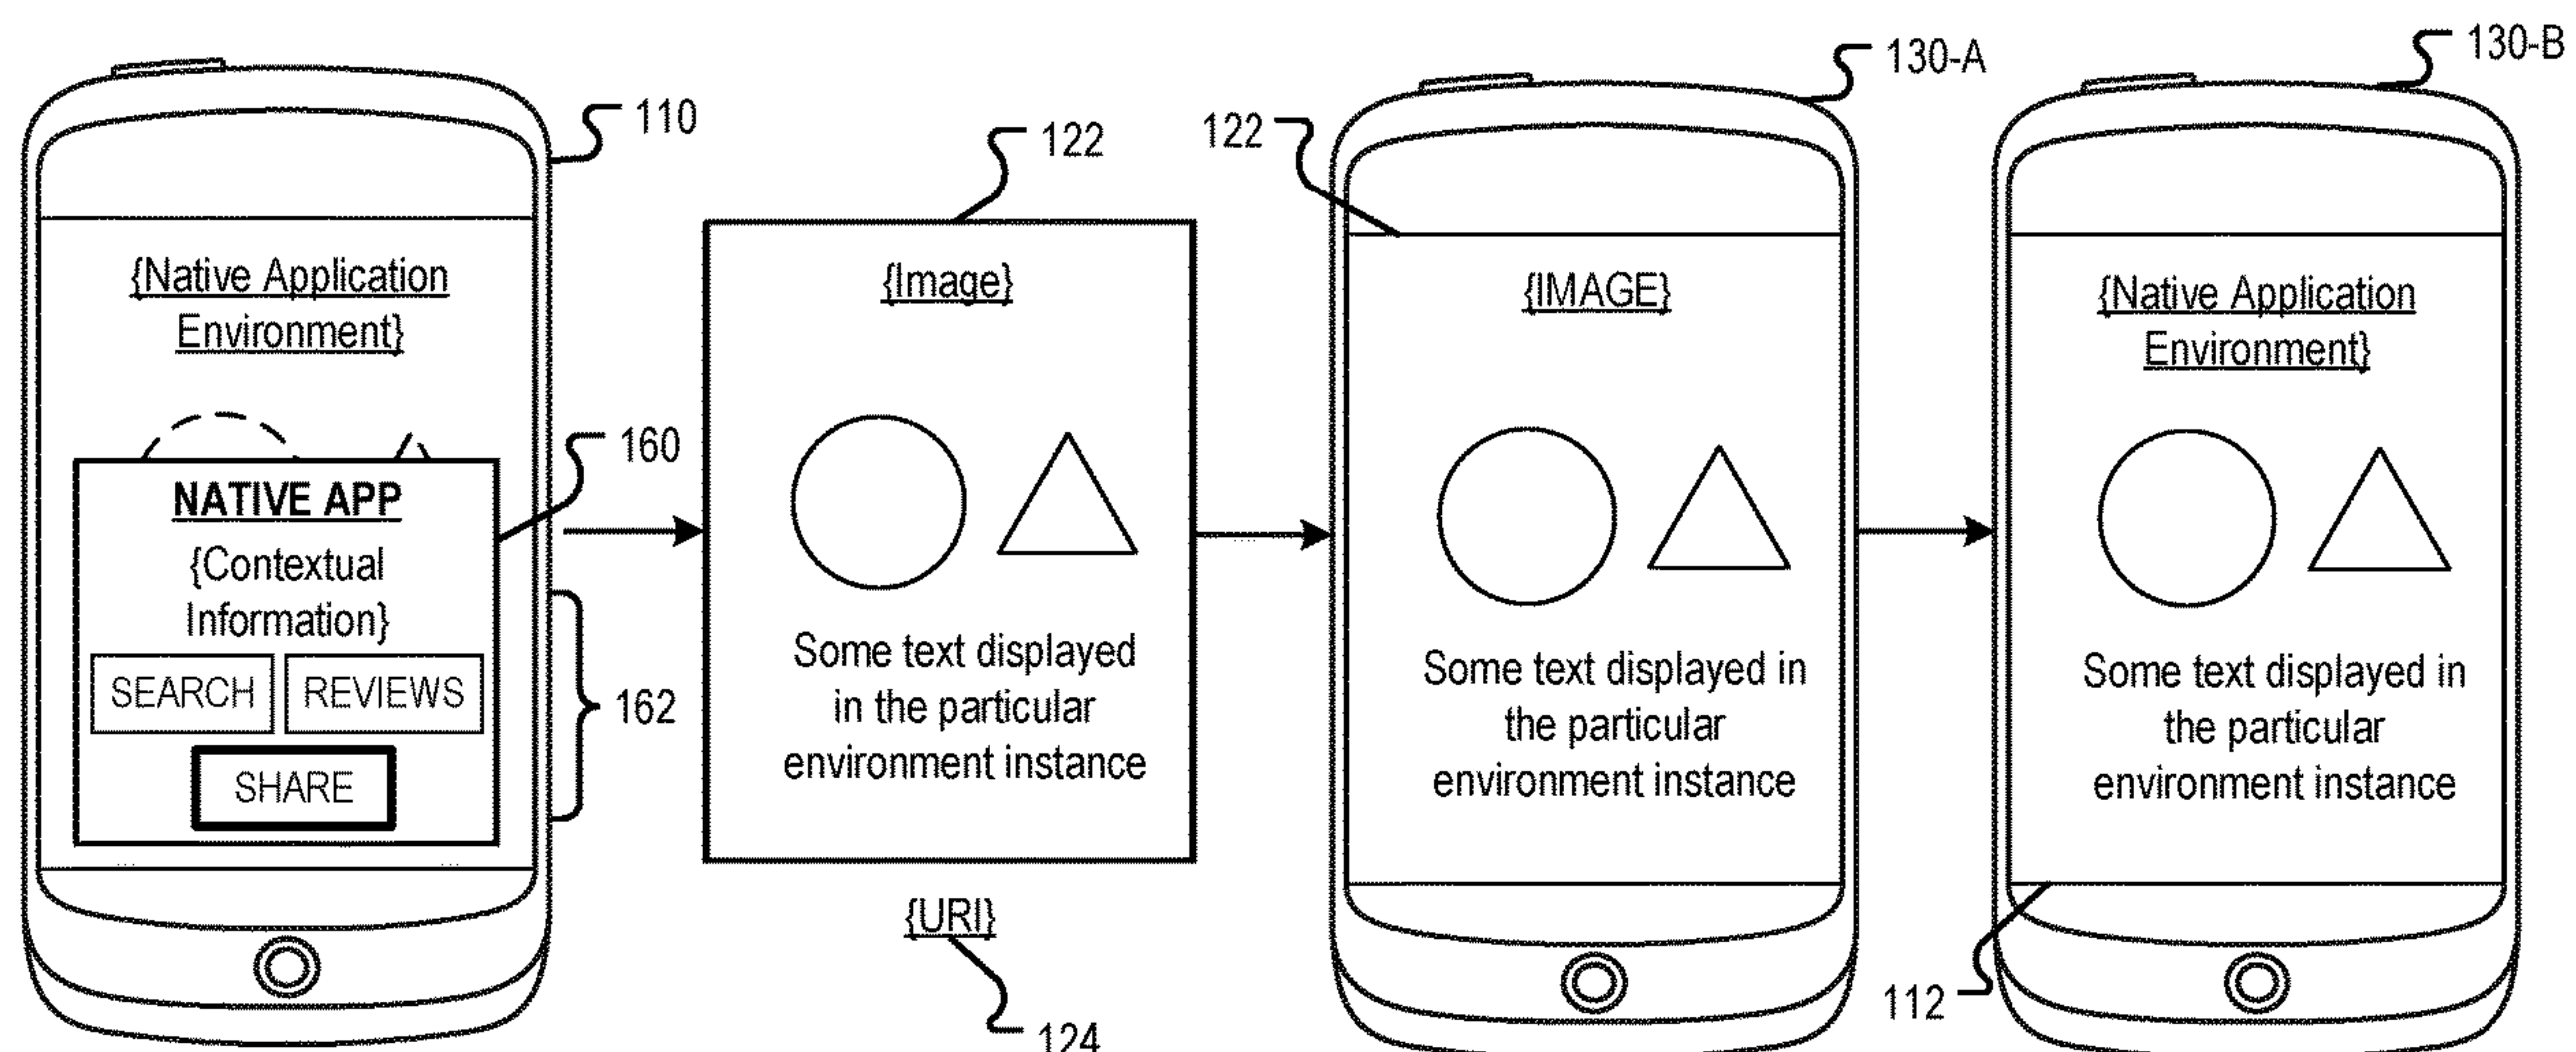 110
{Native Application
Environment}
160
NATIVE APP
{Contextual
Information}
SEARCH REVIEWS
SHARE
162
122
{Image}
Some text displayed
in the particular
environment instance
{URI}
124
130-A
122
{IMAGE}
Some text displayed in
the particular
environment instance
130-B
{Native Application
Environment}
Some text displayed in
the particular
environment instance
112